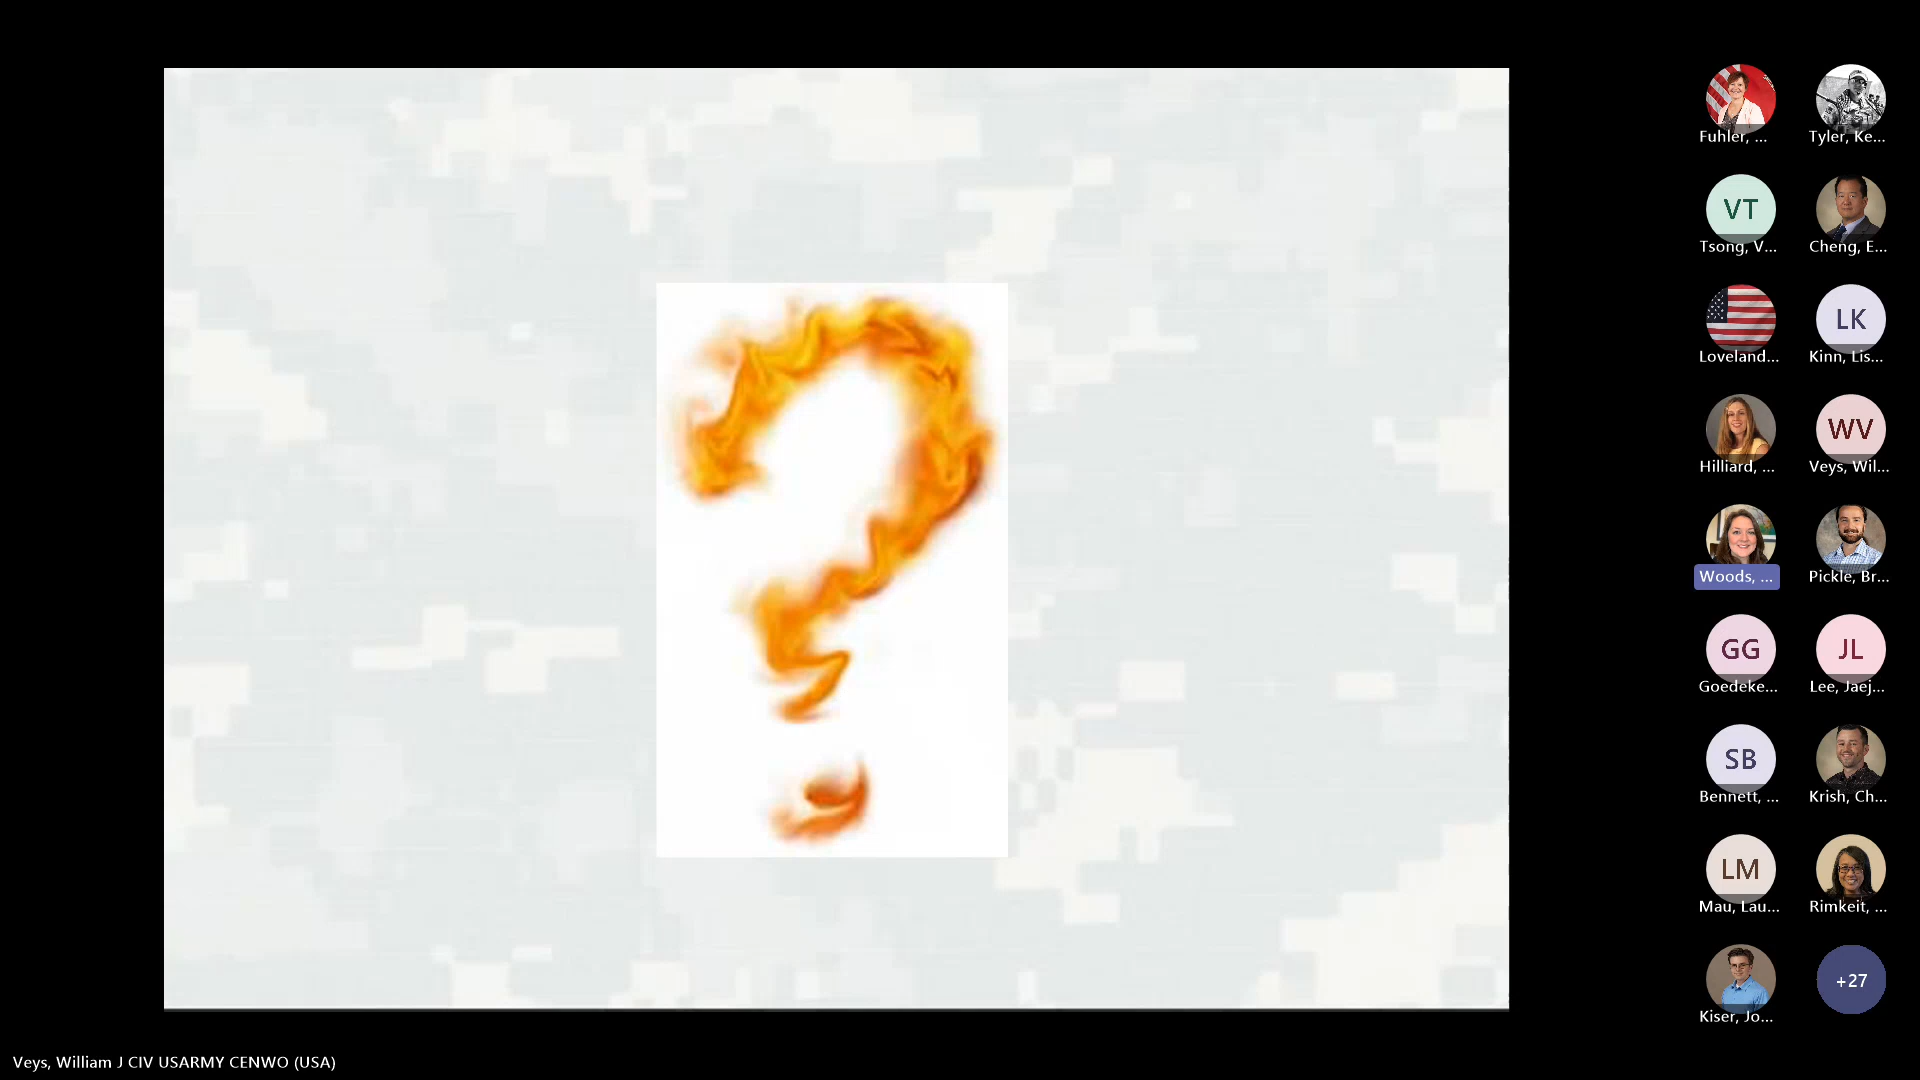 ?
Fuhler, ...
Tyler, Ke...
VT
Tsong, V...
Cheng, E...
Loveland...
LK
Kinn, Lis...
Hilliard, ...
WV
Veys, Wil...
Woods, ...
Pickle, Br...
GG
Goedeke...
JL
Lee, Jaej...
SB
Bennett, ...
Krish, Ch...
LM
Mau, Lau...
Rimkeit, ...
Kiser, Jo...
+27
Veys, William J CIV USARMY CENWO (USA)